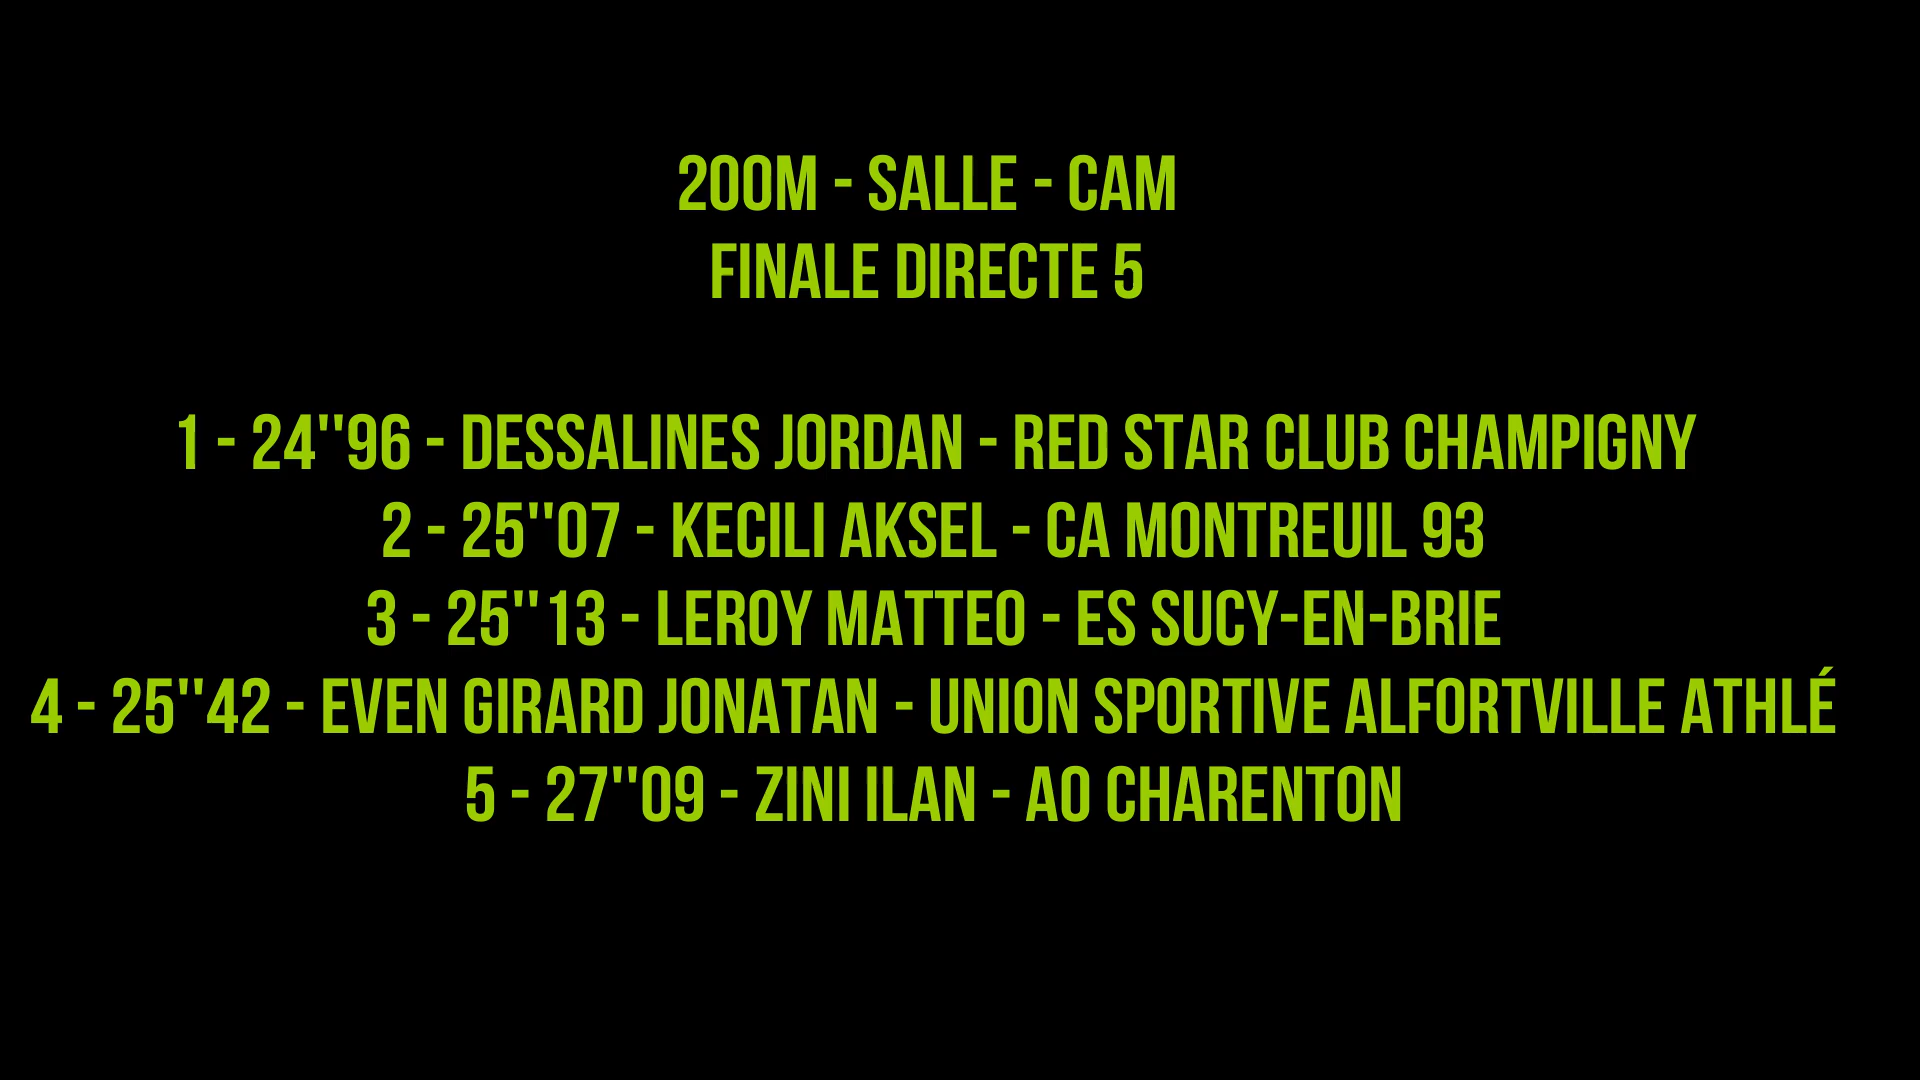 200M - SALLE - CAM
FINALE DIRECTE 5
1 - 24''96 - DESSALINES JORDAN - RED STAR CLUB CHAMPIGNY
2 - 25''07 - KECILI AKSEL - CA MONTREUIL 93
3 - 25''13 - LEROY MATTEO - ES SUCY-EN-BRIE
4 - 25''42 - EVEN GIRARD JONATAN - UNION SPORTIVE ALFORTVILLE ATHLÉ
5 - 27''09 - ZINI ILAN - AO CHARENTON